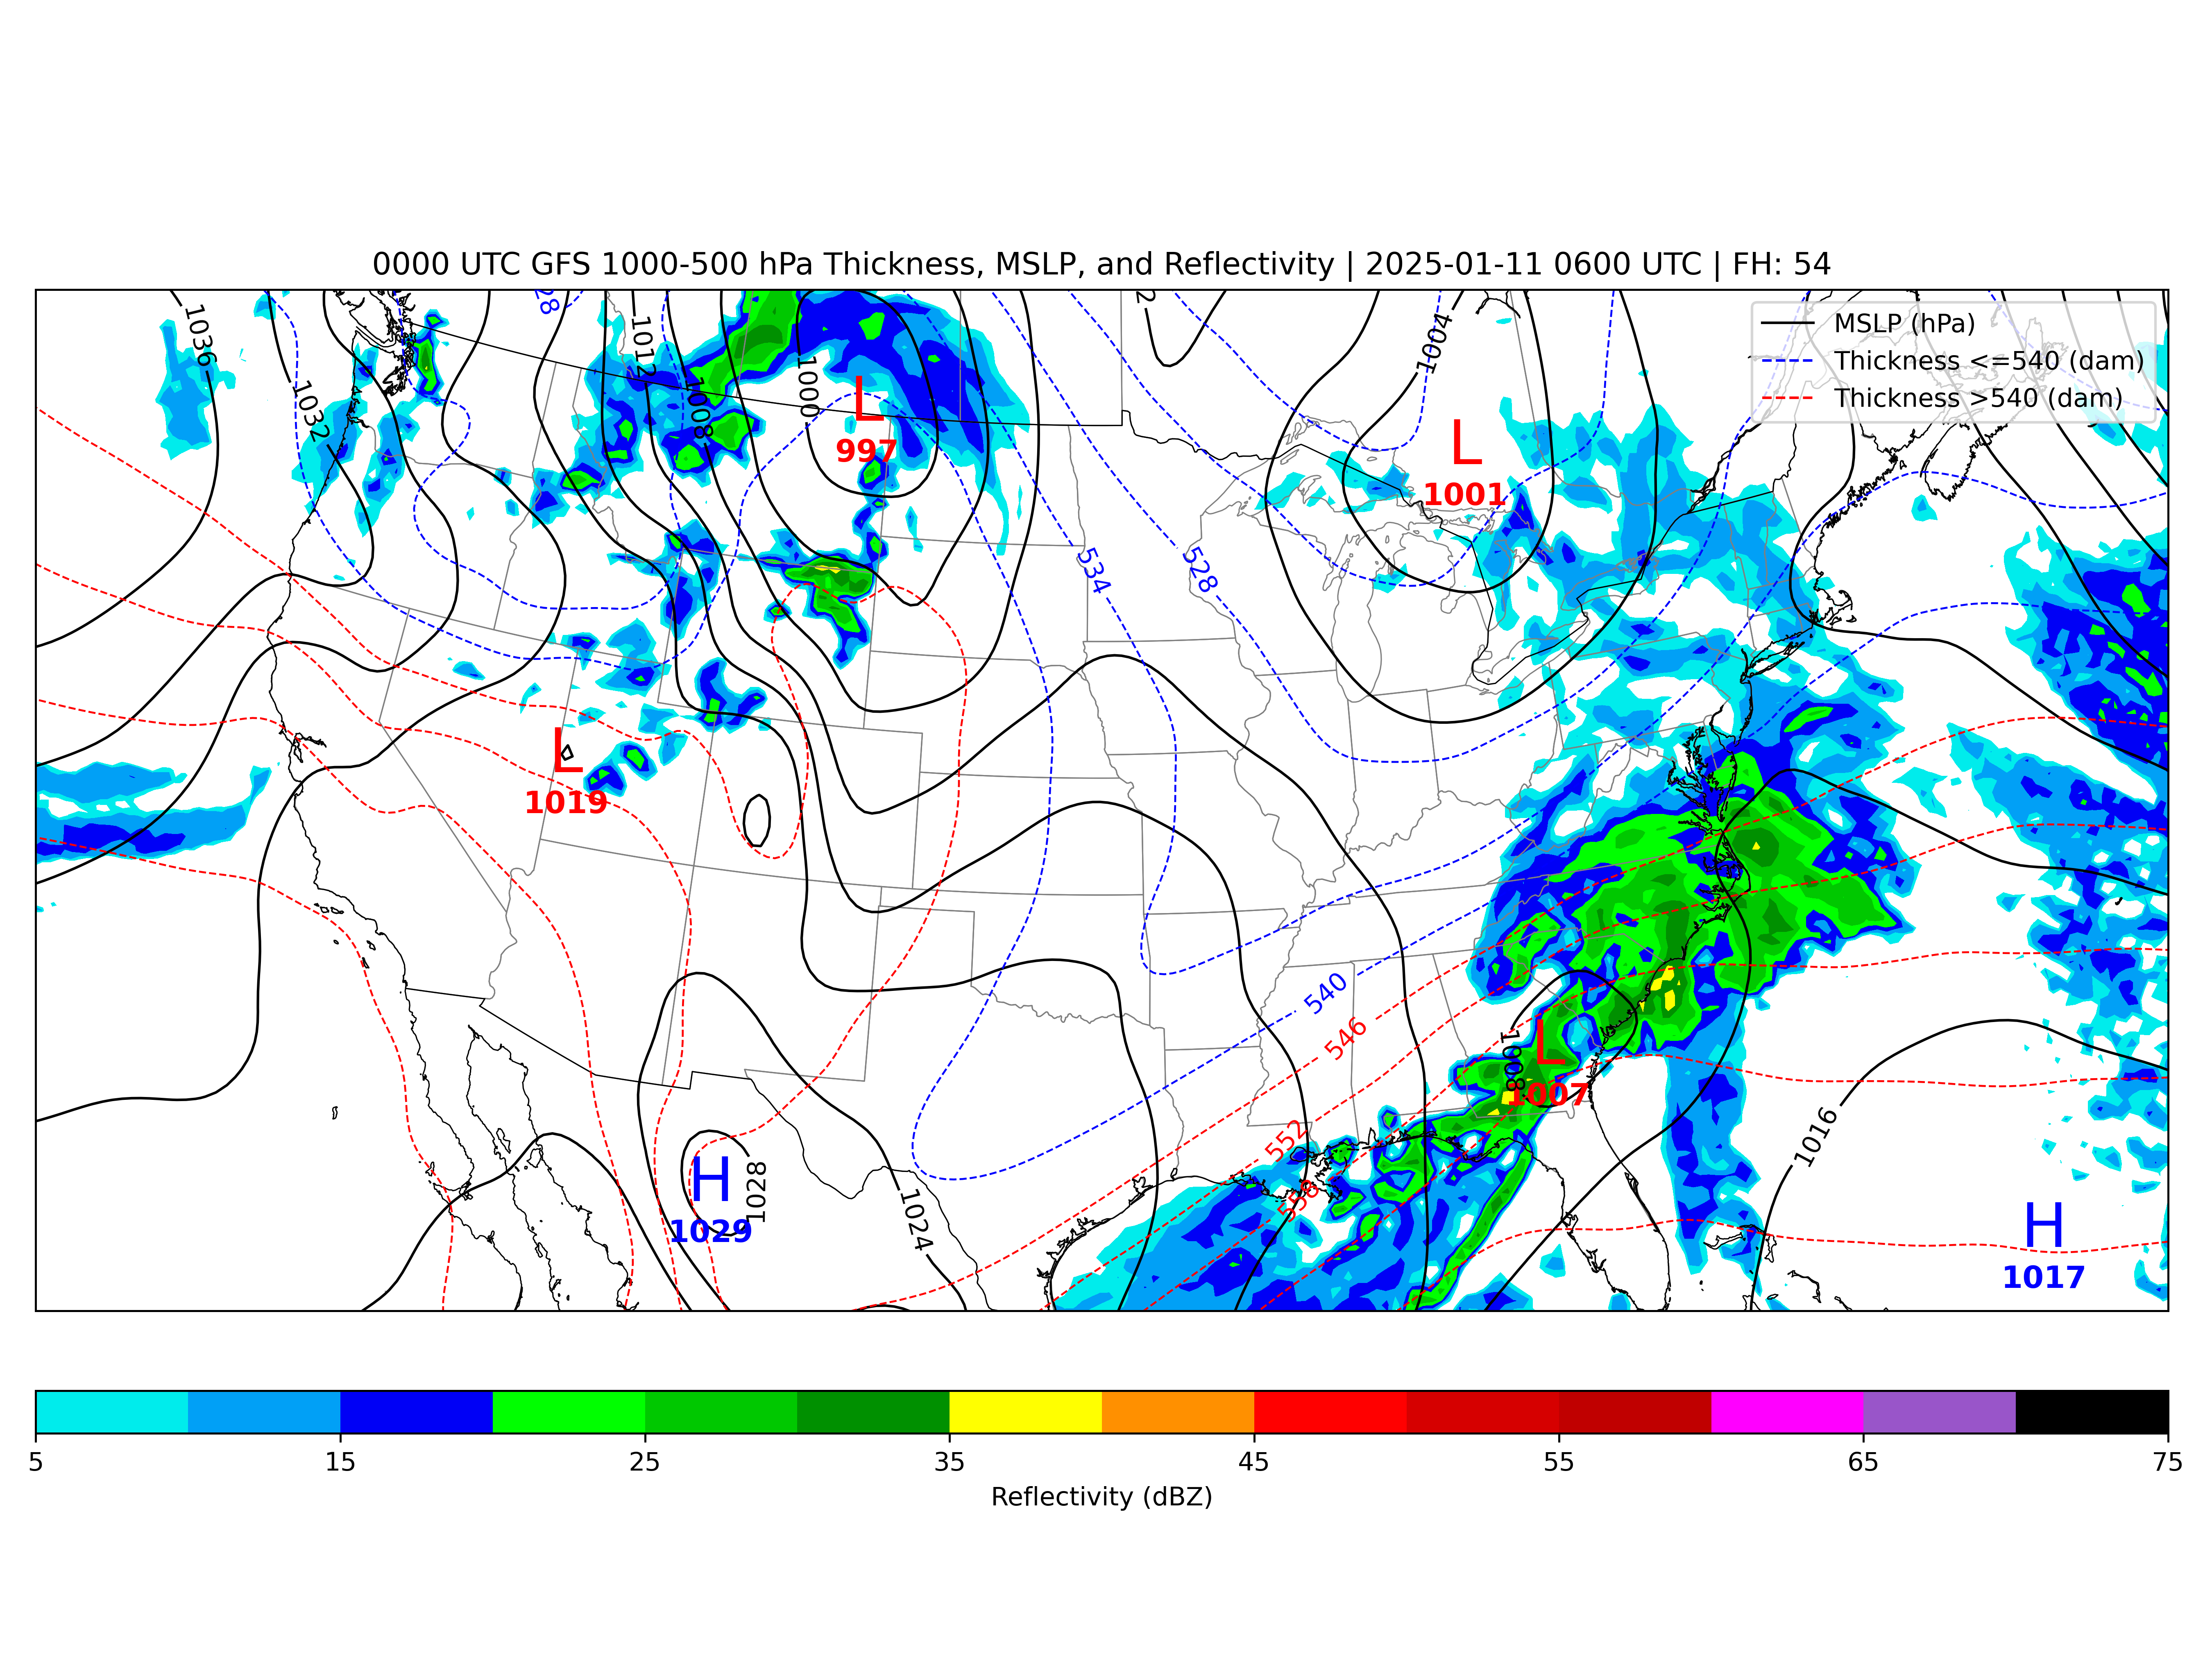 0000 UTC GFS 1000-500 hPa Thickness, MSLP, and Reflectivity | 2025-01-11 0600 UTC | FH: 54
MSLP (hPa)
Thickness <=540 (dam)
Thickness >540 (dam)
1036
1032
1012
1008
1000
1004
L
997
L
1001
534
528
L
1019
540
546
552
558
1008
L
1007
1016
H
1029
1028
1024
H
1017
5 15 25 35 45 55 65 75
Reflectivity (dBZ)